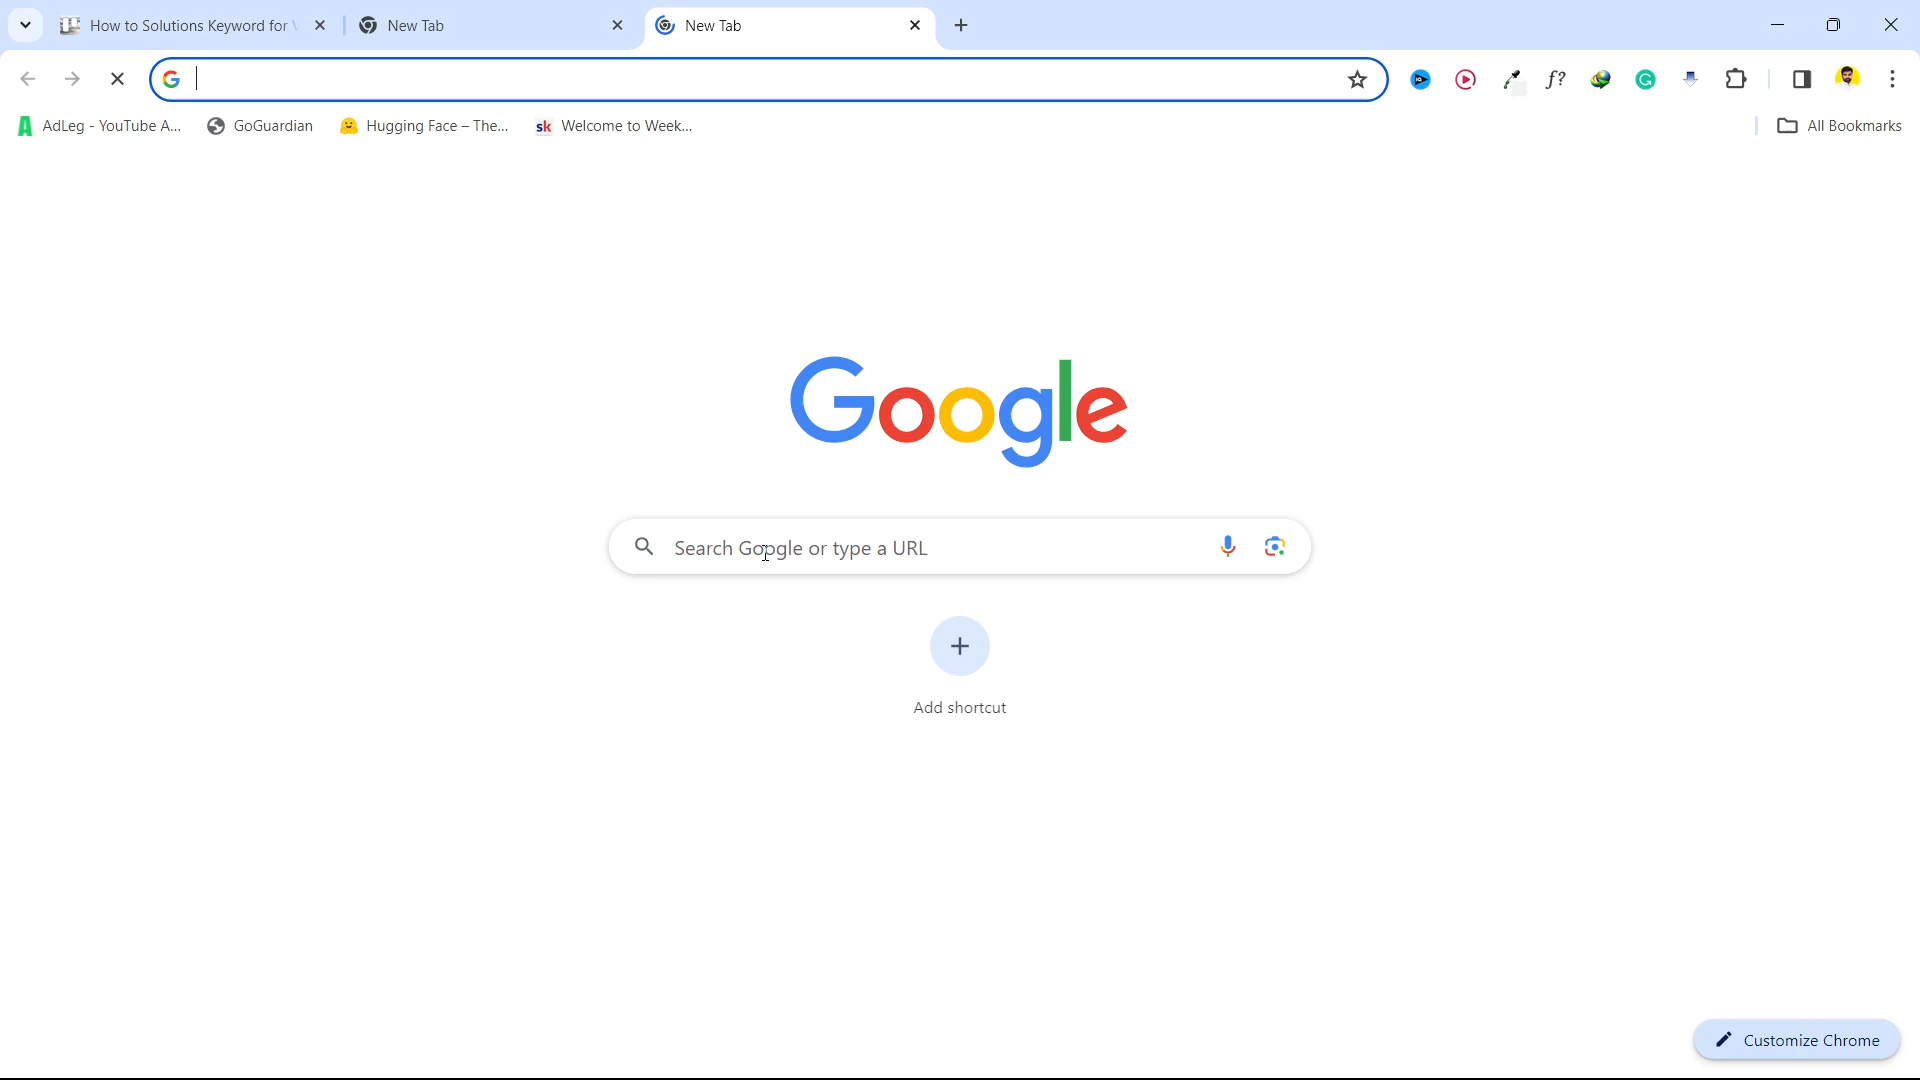 How to Solutions Keyword for
New Tab
New Tab
AdLeg - YouTube A...
GoGuardian
Hugging Face – The...
sk Welcome to Week...
All Bookmarks
Google
Search Google or type a URL
Add shortcut
Customize Chrome